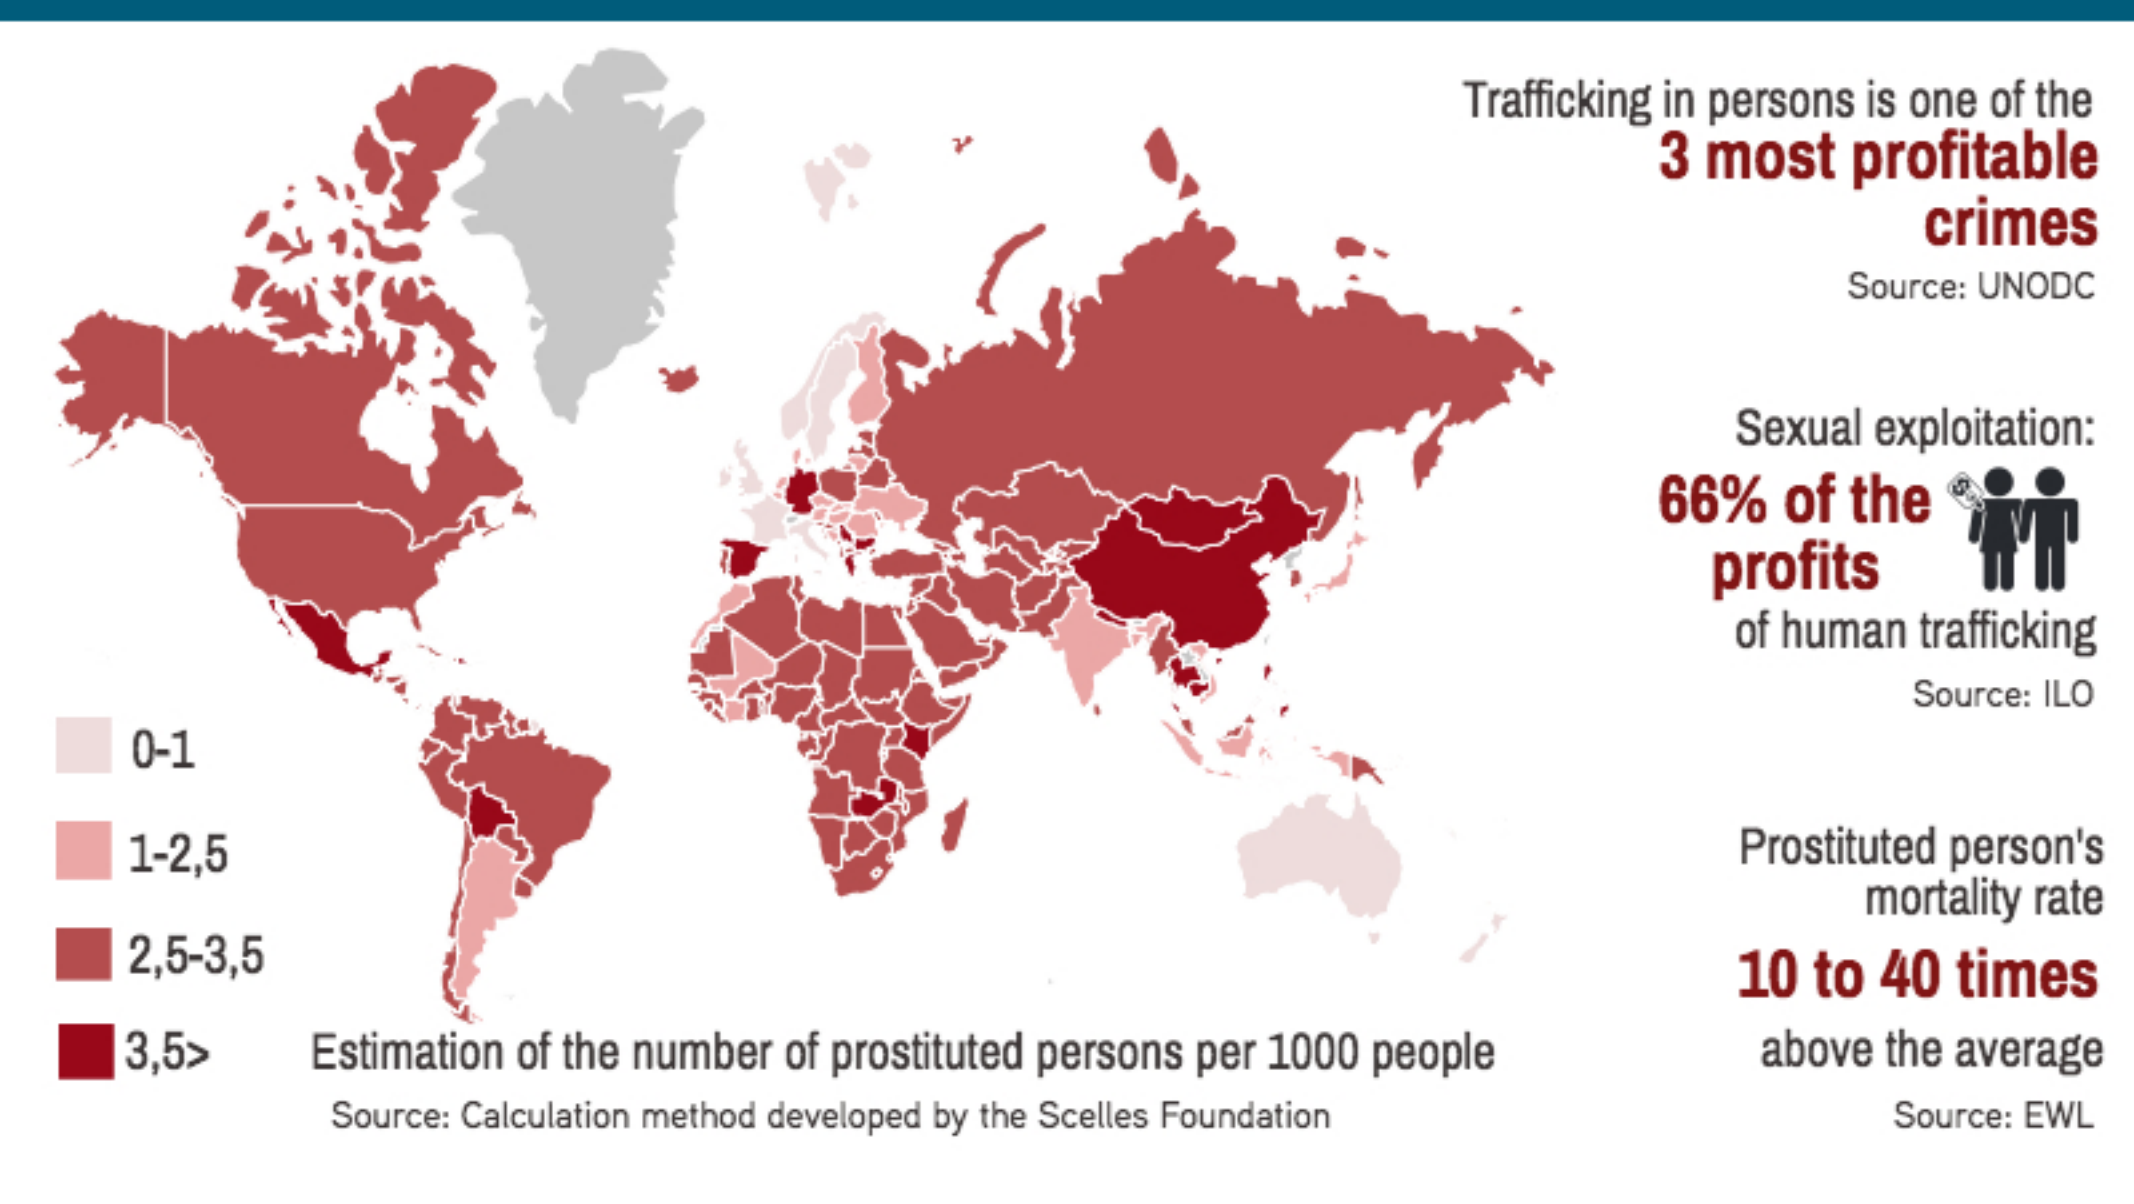 Trafficking in persons is one of the
3 most profitable
crimes
Source: UNODC
Sexual exploitation:
66% of the
profits
of human trafficking
Source: ILO
Prostituted person's
mortality rate
10 to 40 times
above the average
Source: EWL
0-1
1-2,5
2,5-3,5
3,5>
Estimation of the number of prostituted persons per 1000 people
Source: Calculation method developed by the Scelles Foundation